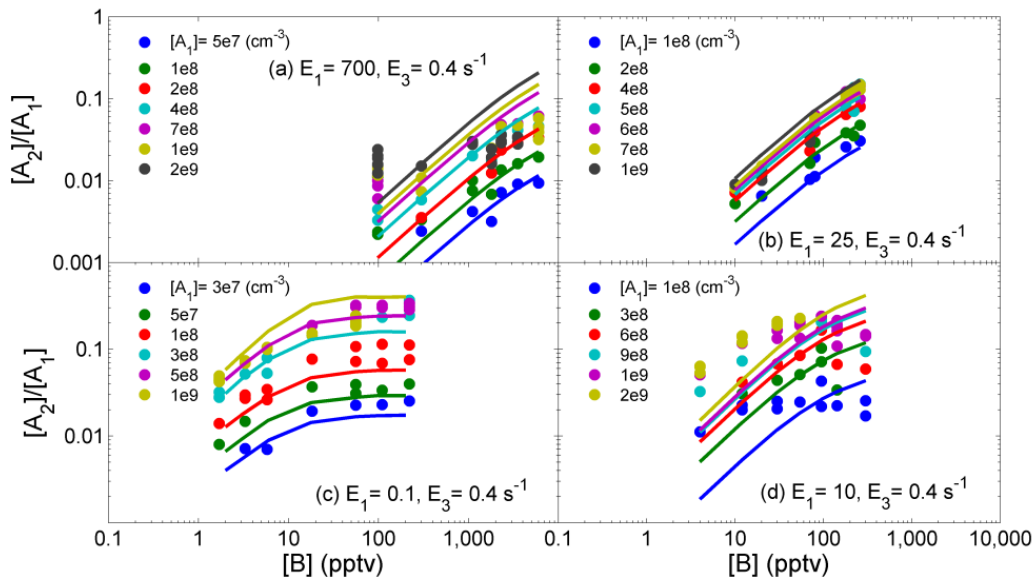 1
0.1
0.01
0.001
[A₂]/[A₁]
[A₁]= 5e7 (cm⁻³)
1e8
2e8
4e8
7e8
1e9
2e9
(a) E₁= 700, E₃= 0.4 s⁻¹
[A₁]= 1e8 (cm⁻³)
2e8
4e8
5e8
6e8
7e8
1e9
(b) E₁= 25, E₃= 0.4 s⁻¹
0.1
0.01
[A₂]/[A₁]
[A₁]= 3e7 (cm⁻³)
5e7
1e8
3e8
5e8
1e9
(c) E₁= 0.1, E₃= 0.4 s⁻¹
[A₁]= 1e8 (cm⁻³)
3e8
6e8
9e8
1e9
2e9
(d) E₁= 10, E₃= 0.4 s⁻¹
0.1 1 10 100 1,000 0.1 1 10 100 1,000 10,000
[B] (pptv) [B] (pptv)